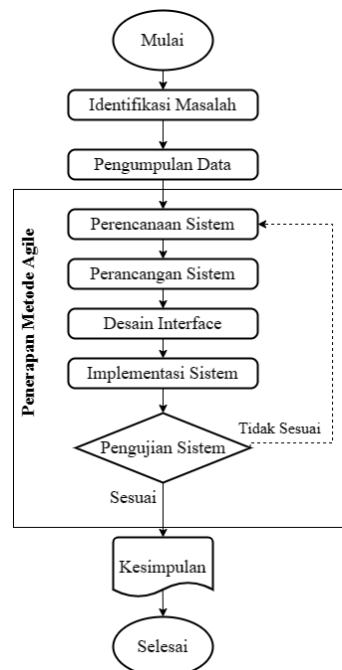 Mulai
Identifikasi Masalah
Pengumpulan Data
Penerapan Metode Agile
Perencanaan Sistem
Perancangan Sistem
Desain Interface
Implementasi Sistem
Pengujian Sistem
Tidak Sesuai
Sesuai
Kesimpulan
Selesai